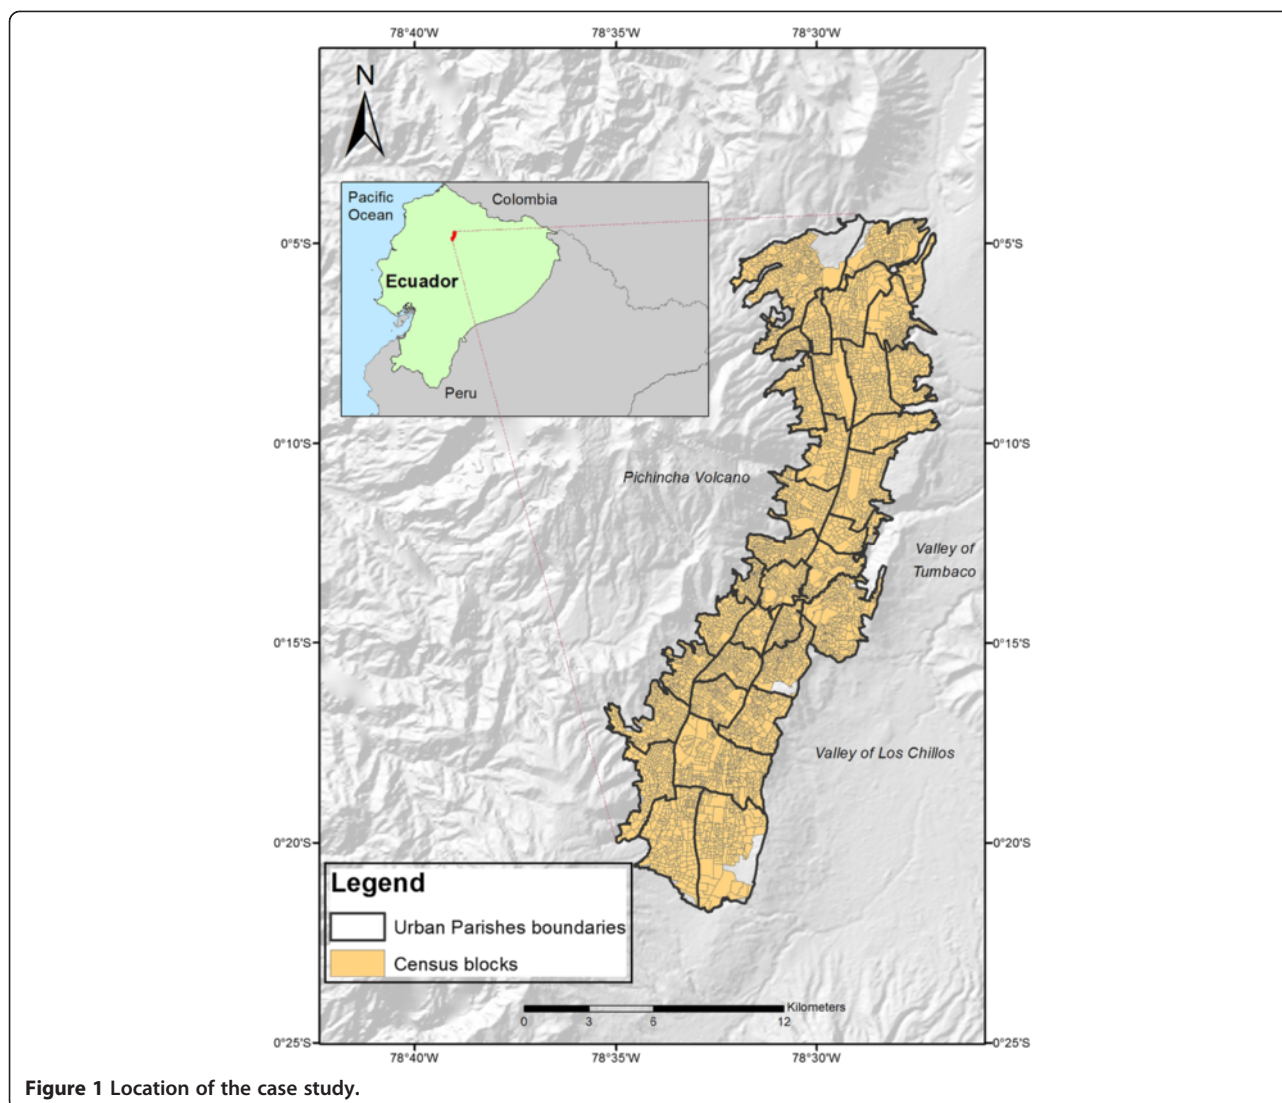 78°40'W 78°35'W 78°30'W
N
Pacific
Ocean
Colombia
Ecuador
Peru
0°5'S 0°5'S
0°10'S 0°10'S
Pichincha Volcano
Valley of
Tumbaco
0°15'S 0°15'S
Valley of Los Chillos
0°20'S 0°20'S
Legend
Urban Parishes boundaries
Census blocks
Kilometers
0 3 6 12
0°25'S 0°25'S
78°40'W 78°35'W 78°30'W
Figure 1 Location of the case study.